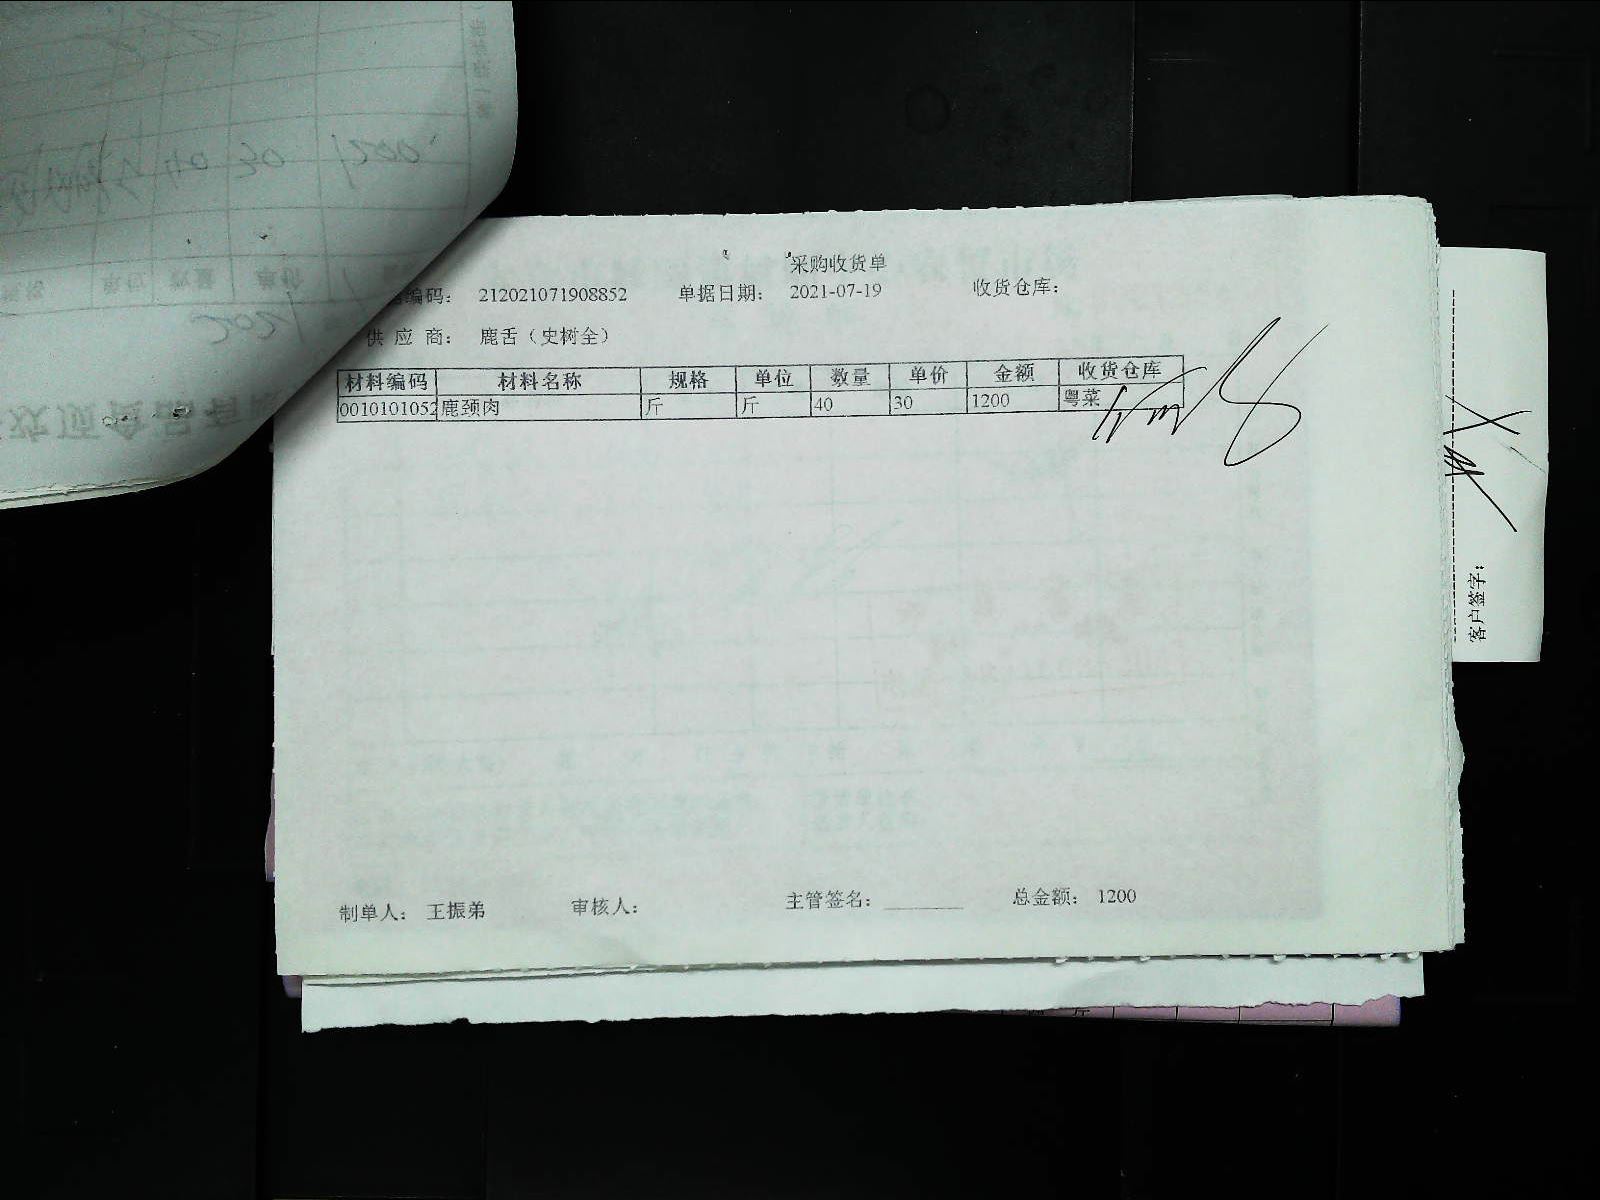 采购收货单
编码： 212021071908852 单据日期： 2021-07-19 收货仓库：
供 应 商： 鹿舌（史树全）
材料编码 材料名称 规格 单位 数量 单价 金额 收货仓库
0010101052 鹿颈肉 斤 斤 40 30 1200 粤菜
制单人： 王振弟 审核人： 主管签名： 总金额： 1200
客户签字：